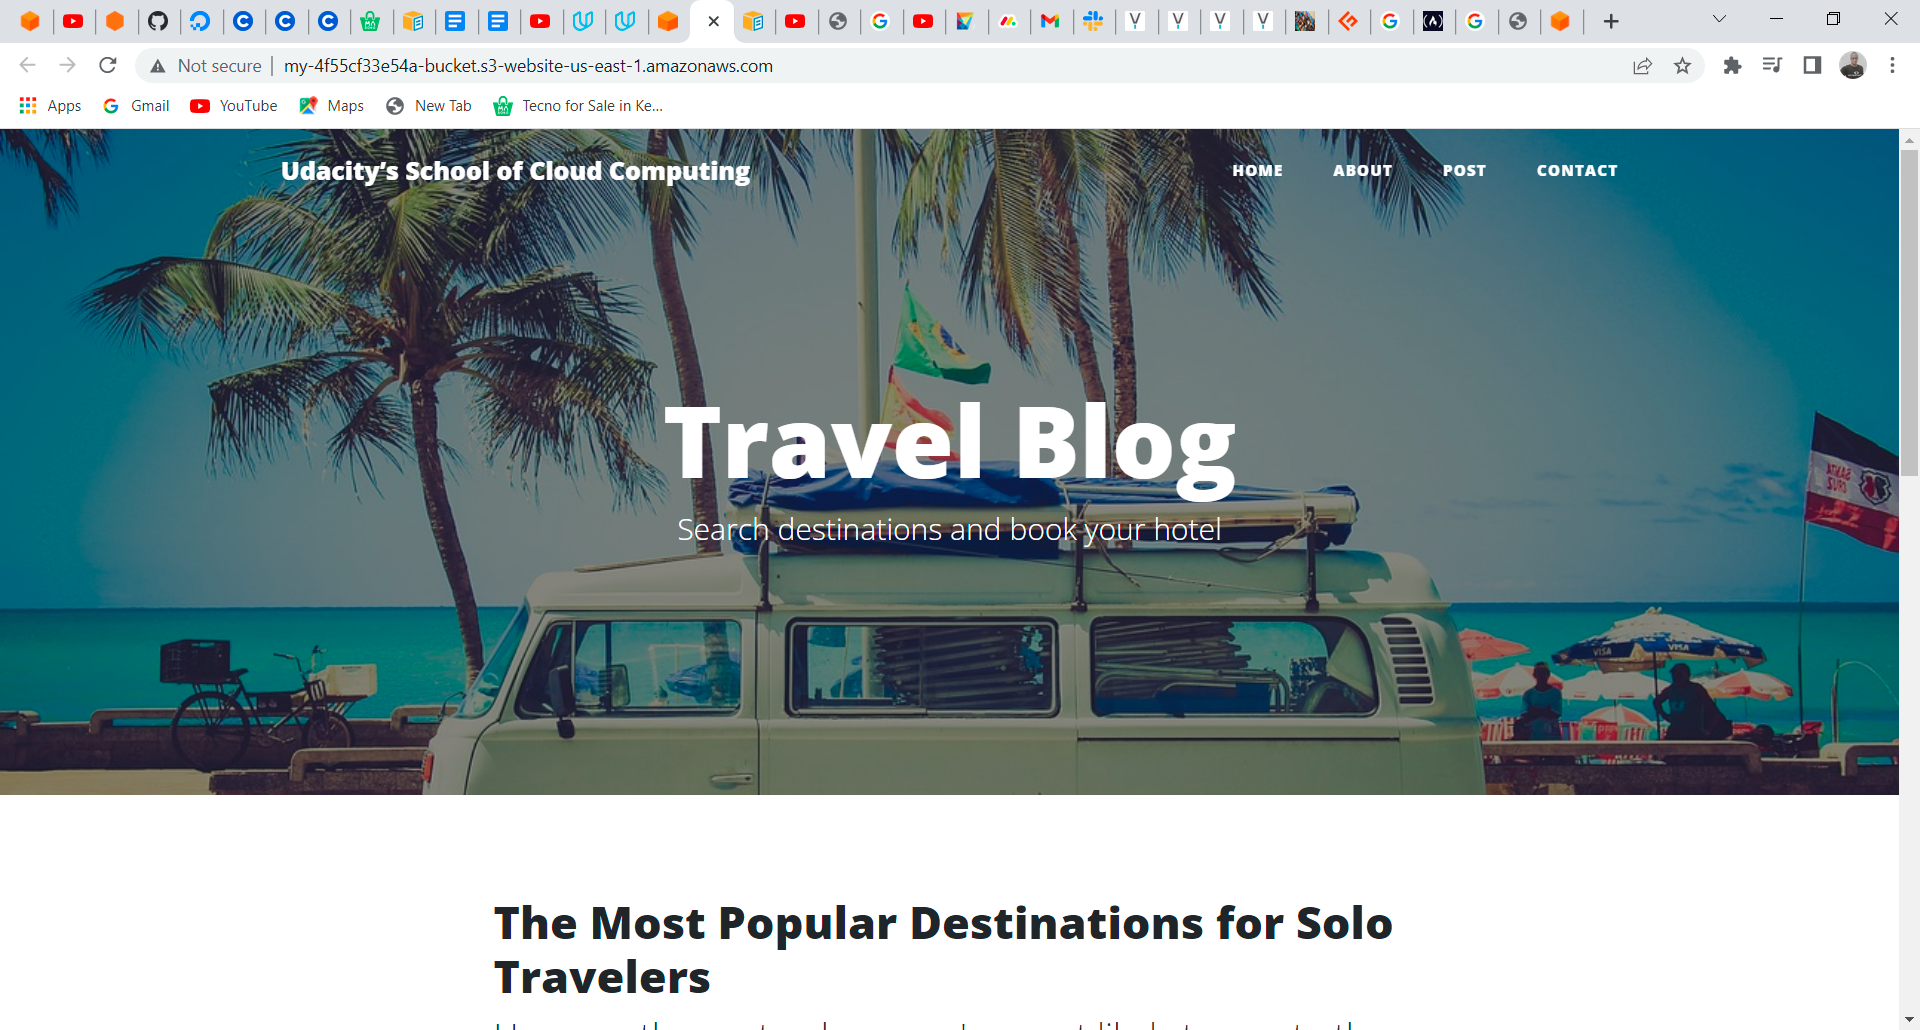 Not secure
my-4f55cf33e54a-bucket.s3-website-us-east-1.amazonaws.com
Apps
Gmail
YouTube
Maps
New Tab
Tecno for Sale in Ke...
Udacity's School of Cloud Computing
HOME
ABOUT
POST
CONTACT
Travel Blog
Search destinations and book your hotel
VISA
VISA
The Most Popular Destinations for Solo
Travelers